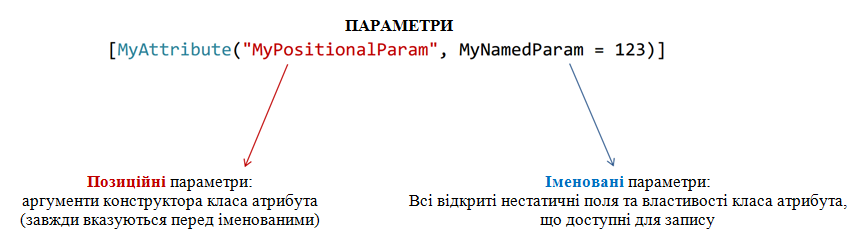 ПАРАМЕТРИ
[MyAttribute("MyPositionalParam", MyNamedParam = 123)]
Позиційні параметри:
аргументи конструктора класа атрибута
(завжди вказуються перед іменованими)
Іменовані параметри:
Всі відкриті нестатичні поля та властивості класа атрибута,
що доступні для запису